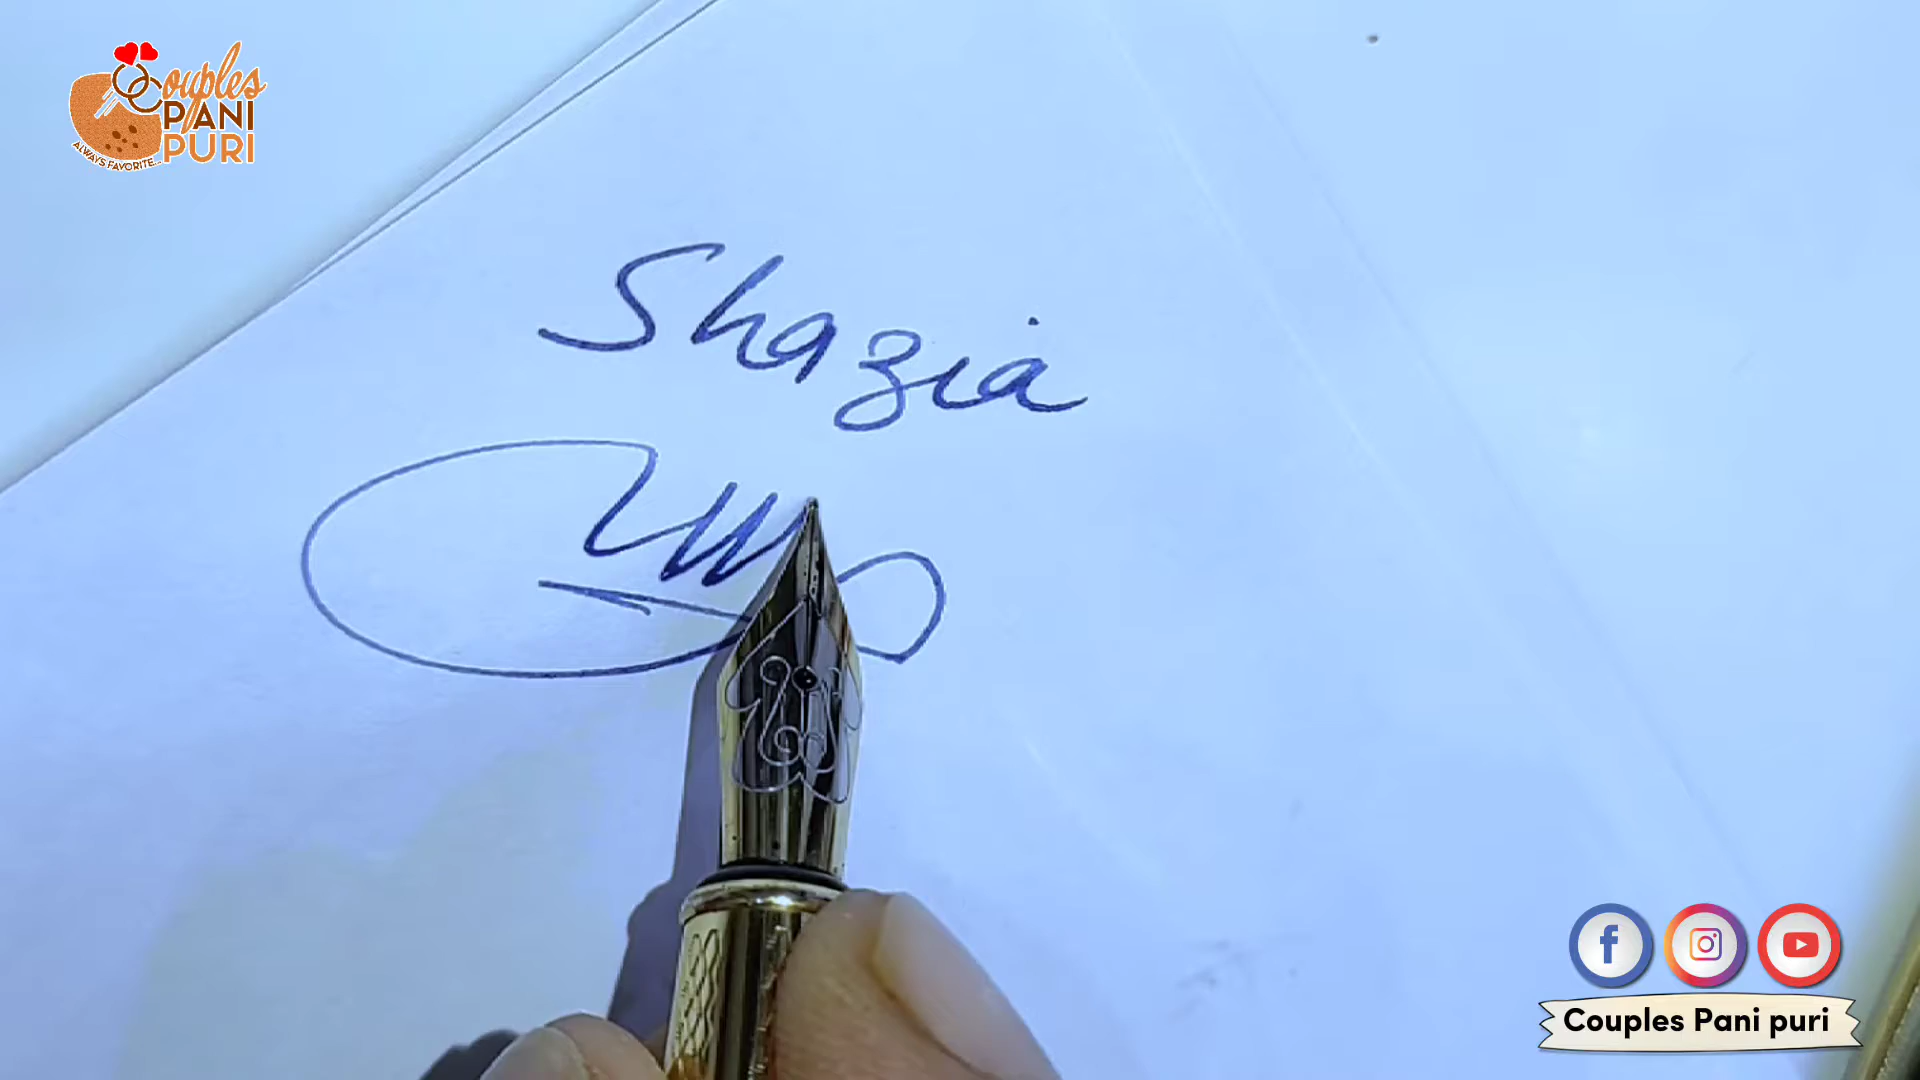 Couples
PANI
PURI
ALWAYS FAVORITE...
Shazia
Couples Pani puri